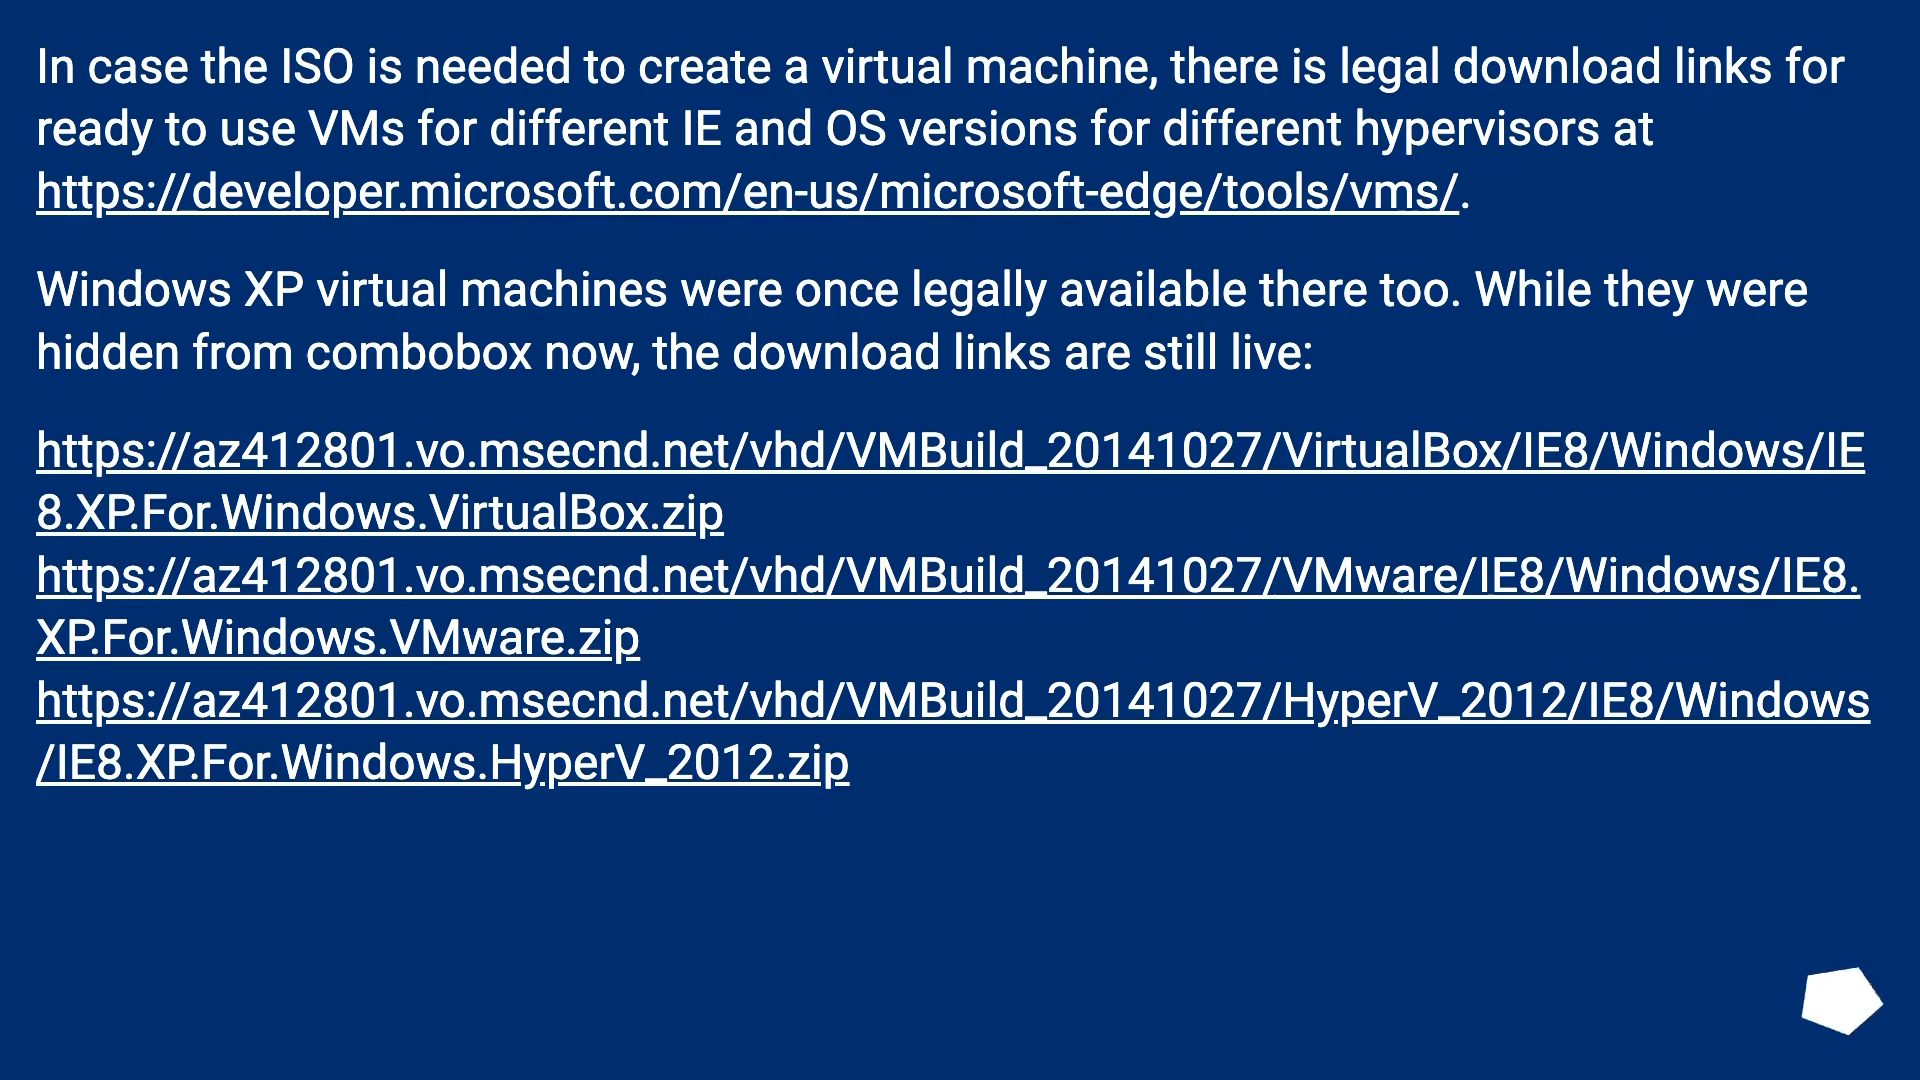 In case the ISO is needed to create a virtual machine, there is legal download links for
ready to use VMs for different IE and OS versions for different hypervisors at
https://developer.microsoft.com/en-us/microsoft-edge/tools/vms/.
Windows XP virtual machines were once legally available there too. While they were
hidden from combobox now, the download links are still live:
https://az412801.vo.msecnd.net/vhd/VMBuild_20141027/VirtualBox/IE8/Windows/IE
8.XP.For.Windows.VirtualBox.zip
https://az412801.vo.msecnd.net/vhd/VMBuild_20141027/VMware/IE8/Windows/IE8.
XP.For.Windows.VMware.zip
https://az412801.vo.msecnd.net/vhd/VMBuild_20141027/HyperV_2012/IE8/Windows
/IE8.XP.For.Windows.HyperV_2012.zip